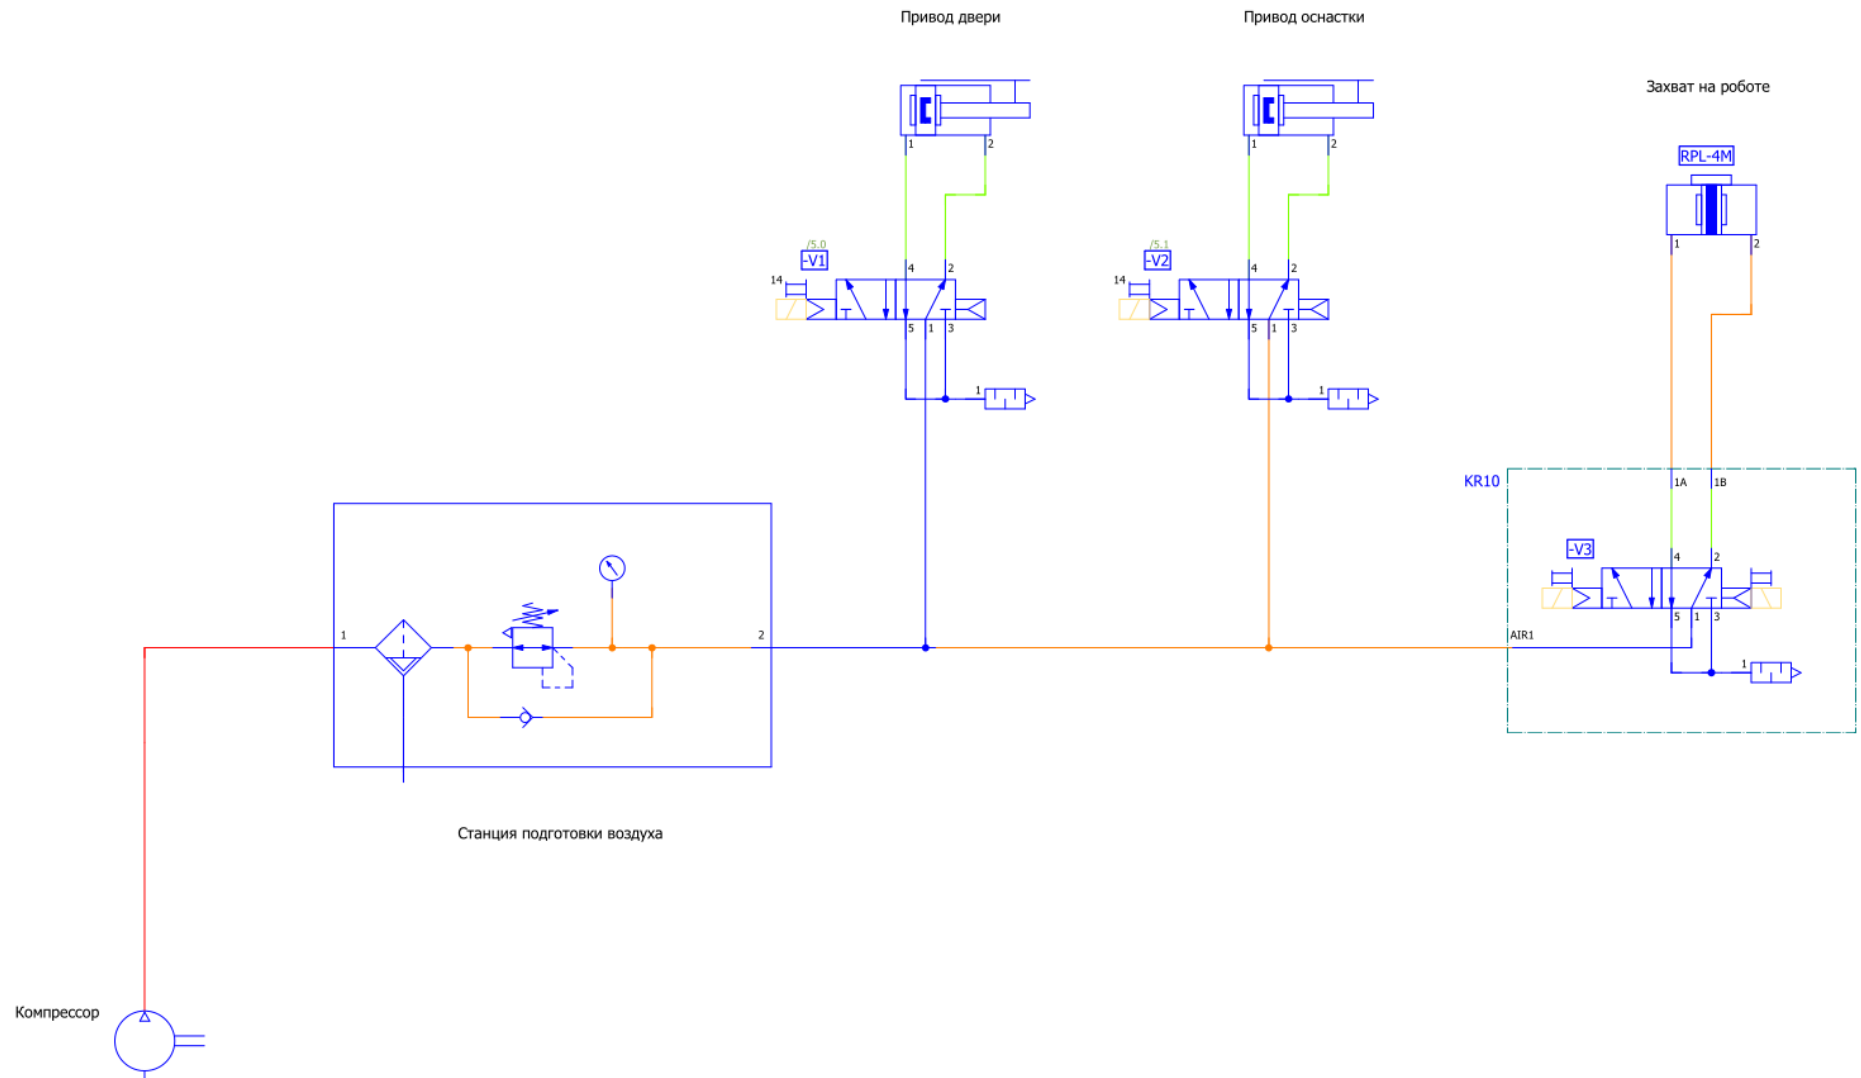 Привод двери
Привод оснастки
Захват на роботе
1
2
1
2
RPL-4M
1
2
/5.0
-V1
14
4
2
5
1
3
1
/5.1
-V2
14
4
2
5
1
3
1
KR10
1A
1B
-V3
4
2
5
1
3
AIR1
1
1
2
Станция подготовки воздуха
Компрессор